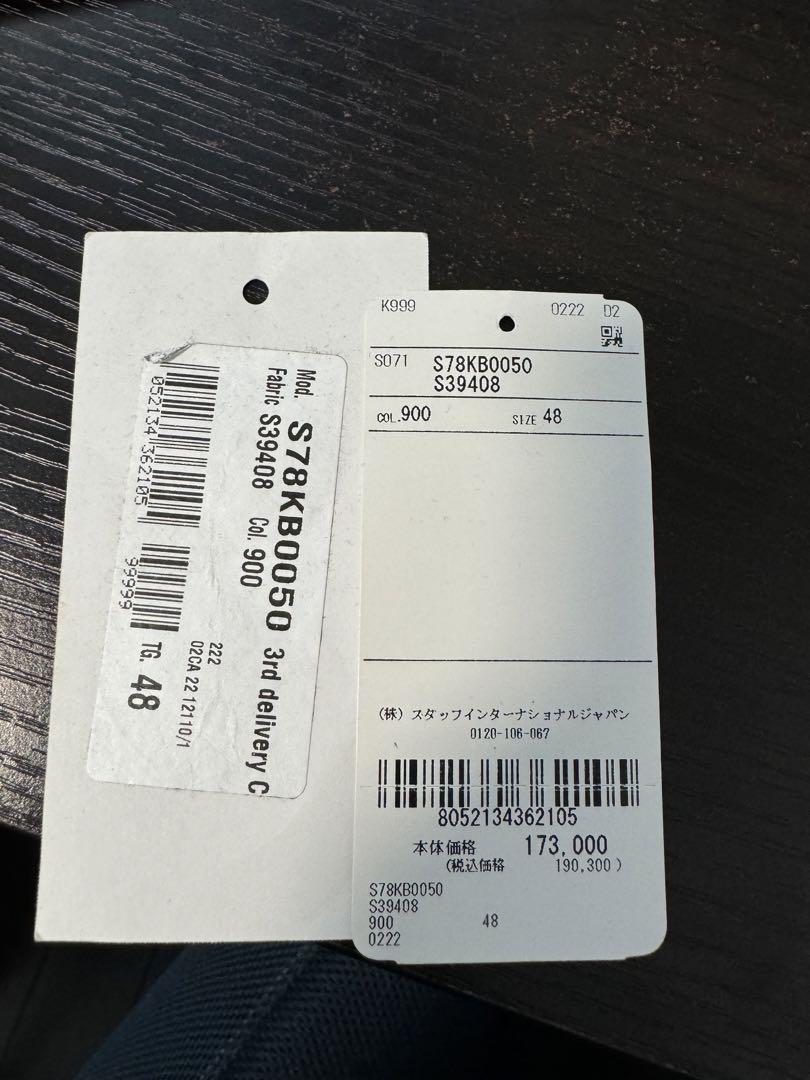 Mod. S78KB0050 3rd delivery C
Fabric S39408 Col. 900
052134 362105
99999
222
02CA 22 12110/1
TG. 48
K999 0222 D2
S071 S78KB0050
S39408
COL.900 SIZE 48
(株) スタッフインターナショナルジャパン
0120-106-067
8052134362105
本体価格 173,000
(税込価格 190,300)
S78KB0050
S39408
900 48
0222